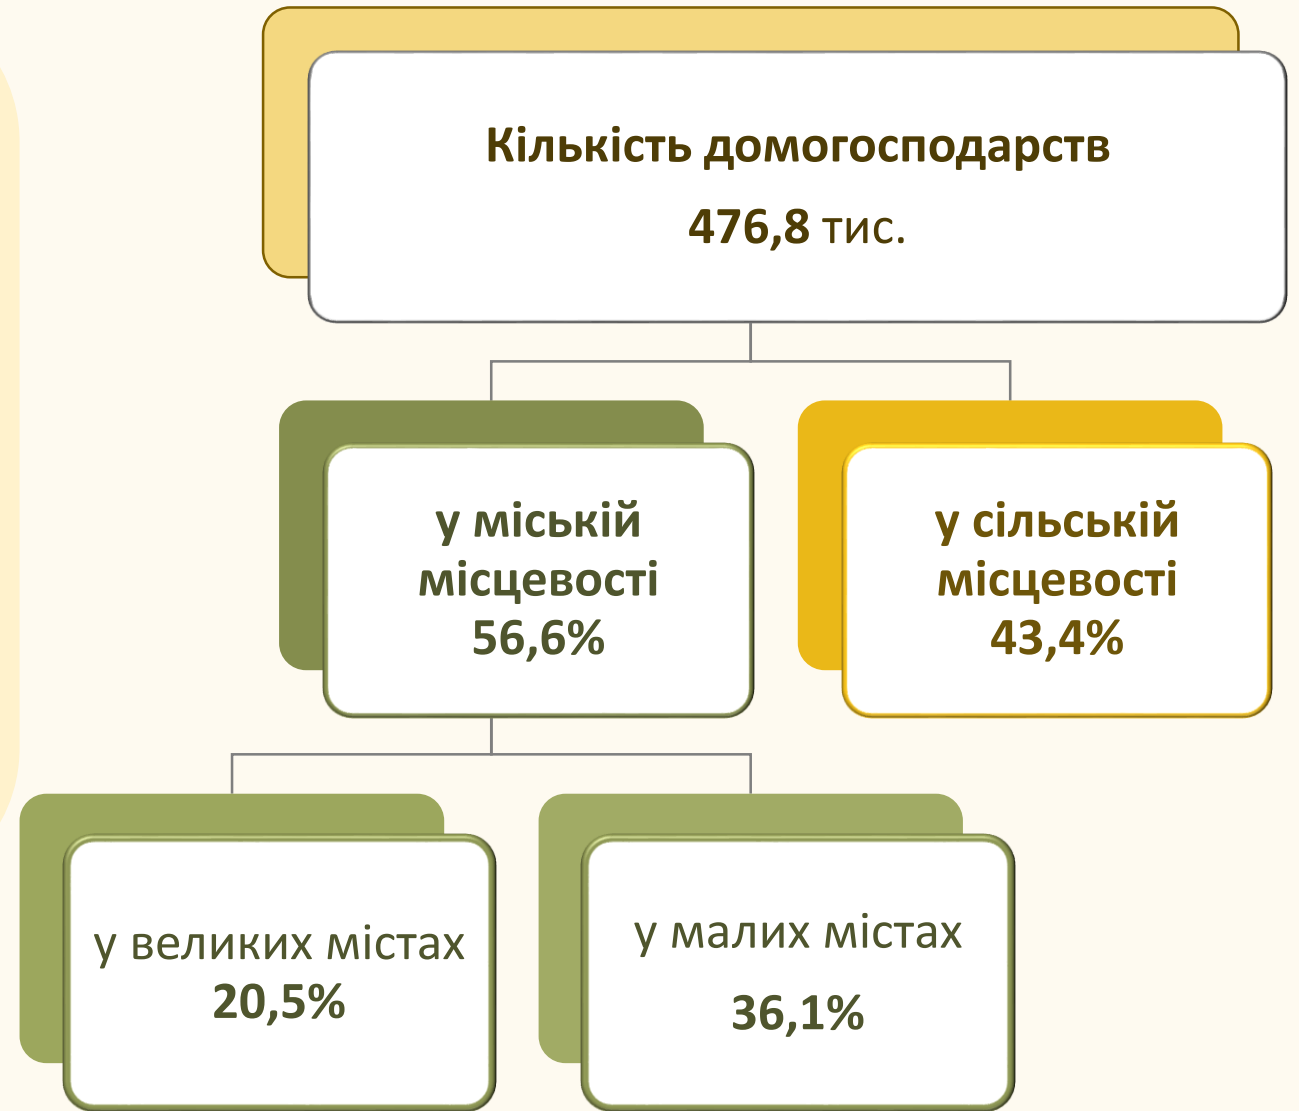 Кількість домогосподарств
476,8 тис.
у міській
місцевості
56,6%
у сільській
місцевості
43,4%
у великих містах
20,5%
у малих містах
36,1%